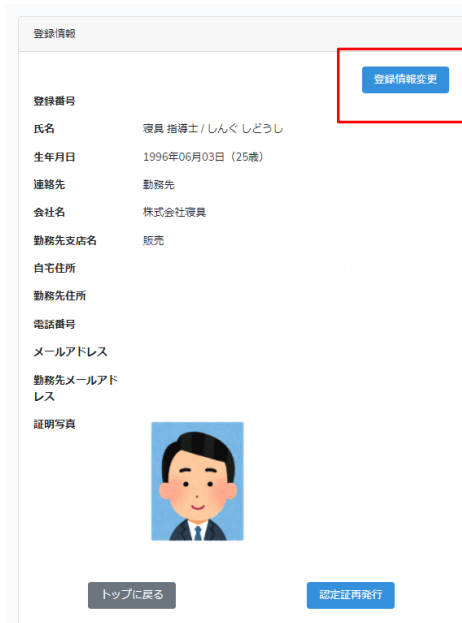 登録情報
登録情報変更
登録番号
氏名 寝具 指導士 / しんぐ しどうし
生年月日 1996年06月03日（25歳）
連絡先 勤務先
会社名 株式会社寝具
勤務先支店名 販売
自宅住所
勤務先住所
電話番号
メールアドレス
勤務先メールアド
レス
証明写真
トップに戻る 認定証再発行